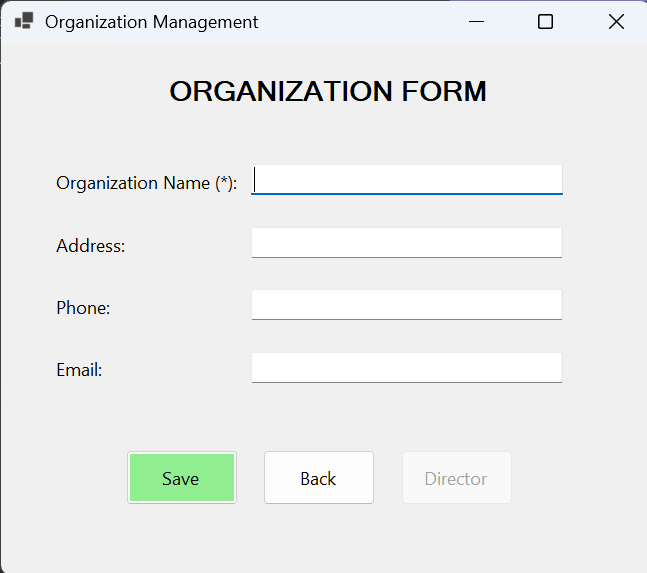 Organization Management
ORGANIZATION FORM
Organization Name (*):
Address:
Phone:
Email:
Save Back Director